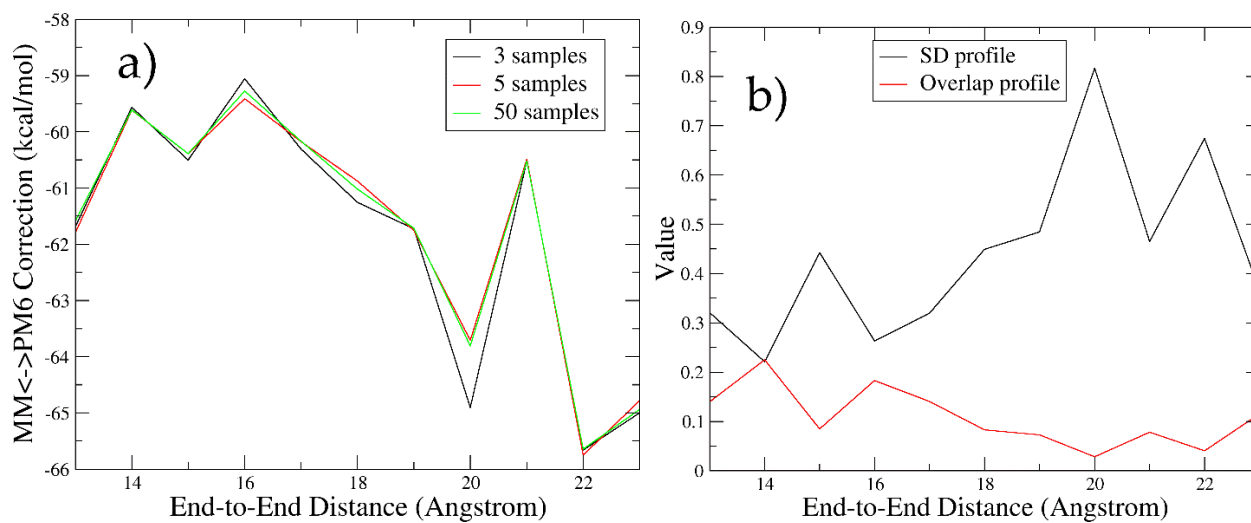 a)
3 samples
5 samples
50 samples
MM<->PM6 Correction (kcal/mol)
-58
-59
-60
-61
-62
-63
-64
-65
-66
14
16
18
20
22
End-to-End Distance (Angstrom)
b)
SD profile
Overlap profile
Value
0.9
0.8
0.7
0.6
0.5
0.4
0.3
0.2
0.1
0
14
16
18
20
22
End-to-End Distance (Angstrom)